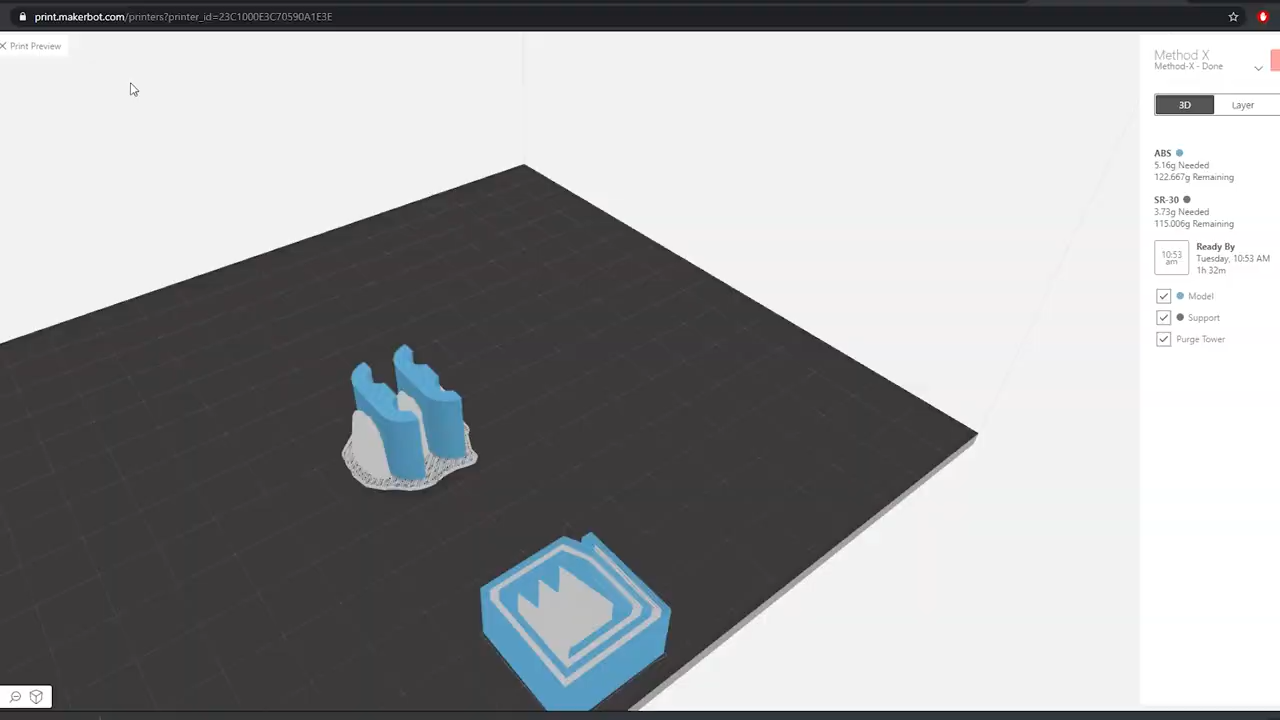 print.makerbot.com/printers?printer_id=23C1000E3C70590A1E3E
Print Preview
Method X
Method-X - Done
3D
Layer
ABS
5.16g Needed
122.667g Remaining
SR-30
3.73g Needed
115.006g Remaining
10:53
am
Ready By
Tuesday, 10:53 AM
1h 32m
Model
Support
Purge Tower